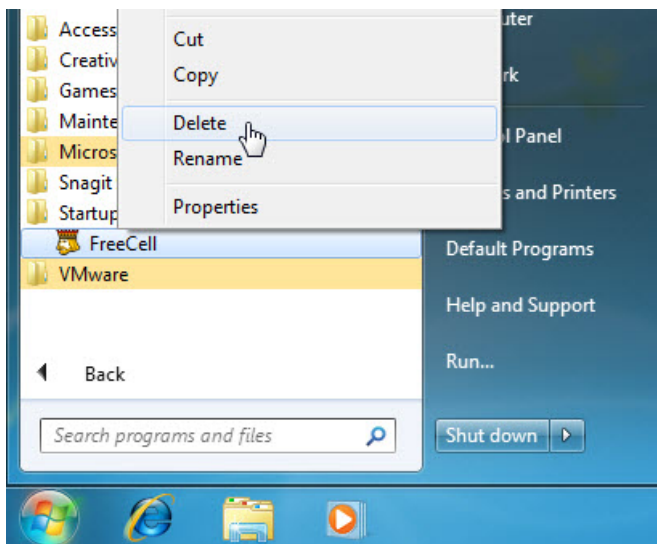 Access
Creativ
Games
Mainte
Micros
Snagit
Startup
FreeCell
VMware
Back
Search programs and files
Cut
Copy
Delete
Rename
Properties
uter
rk
l Panel
s and Printers
Default Programs
Help and Support
Run...
Shut down